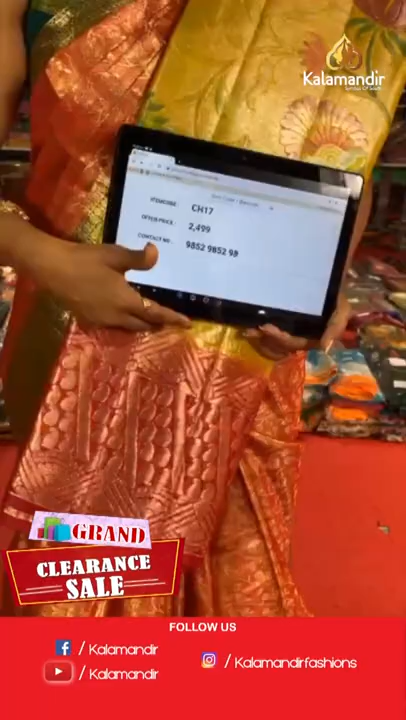 Kalamandir
ITEMCODE : CH17
OFFER PRICE : 2,499
CONTACT NO : 9852 9852 99
GRAND
CLEARANCE
SALE
FOLLOW US
/ Kalamandir
/ Kalamandir
/ Kalamandirfashions